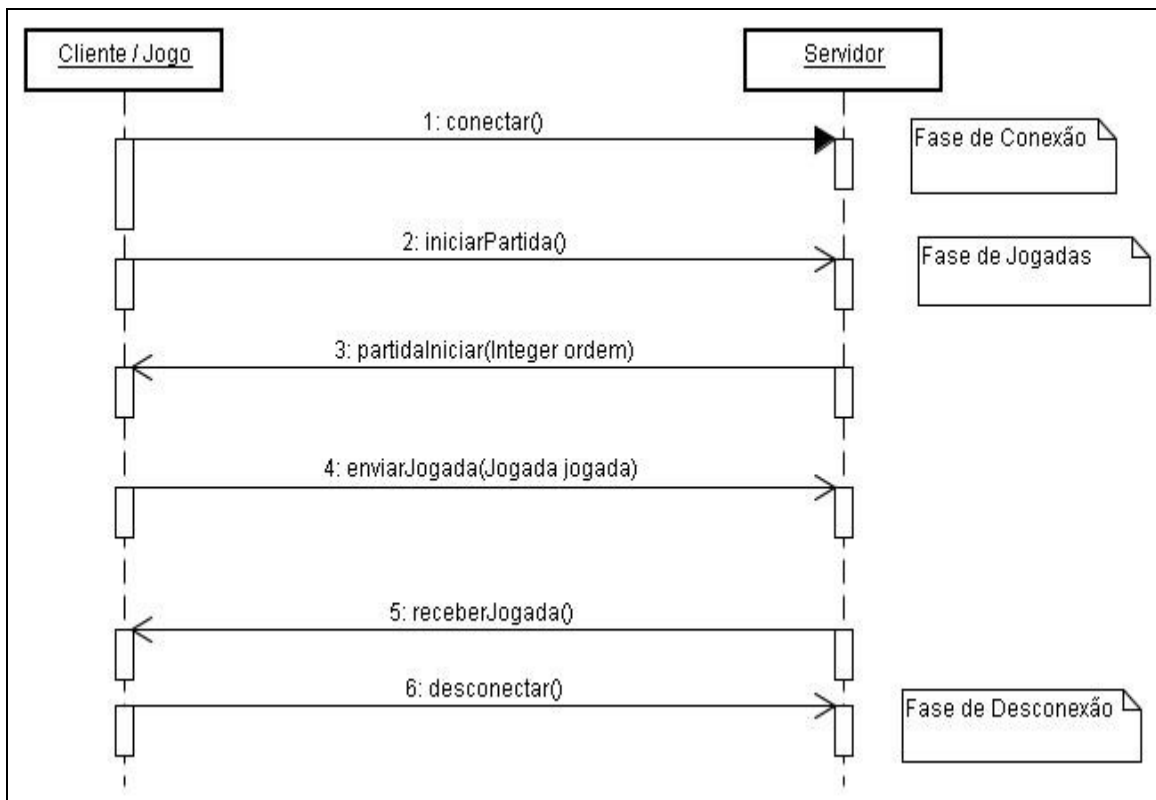 Cliente / Jogo
Servidor
1: conectar()
Fase de Conexão
2: iniciarPartida()
Fase de Jogadas
3: partidaIniciar(Integer ordem)
4: enviarJogada(Jogada jogada)
5: receberJogada()
6: desconectar()
Fase de Desconexão